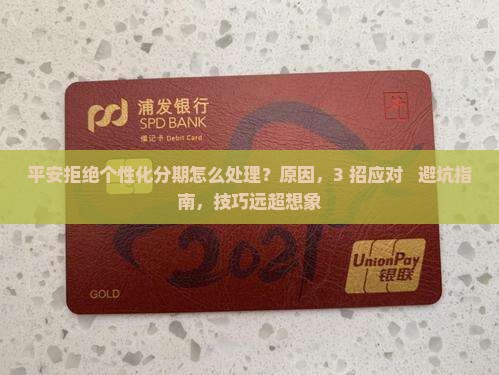 浦发银行
SPD BANK
借记卡 Debit Card
牛
平安拒绝个性化分期怎么处理？原因，3 招应对 避坑指
南，技巧远超想象
2021
UnionPay
银联
GOLD